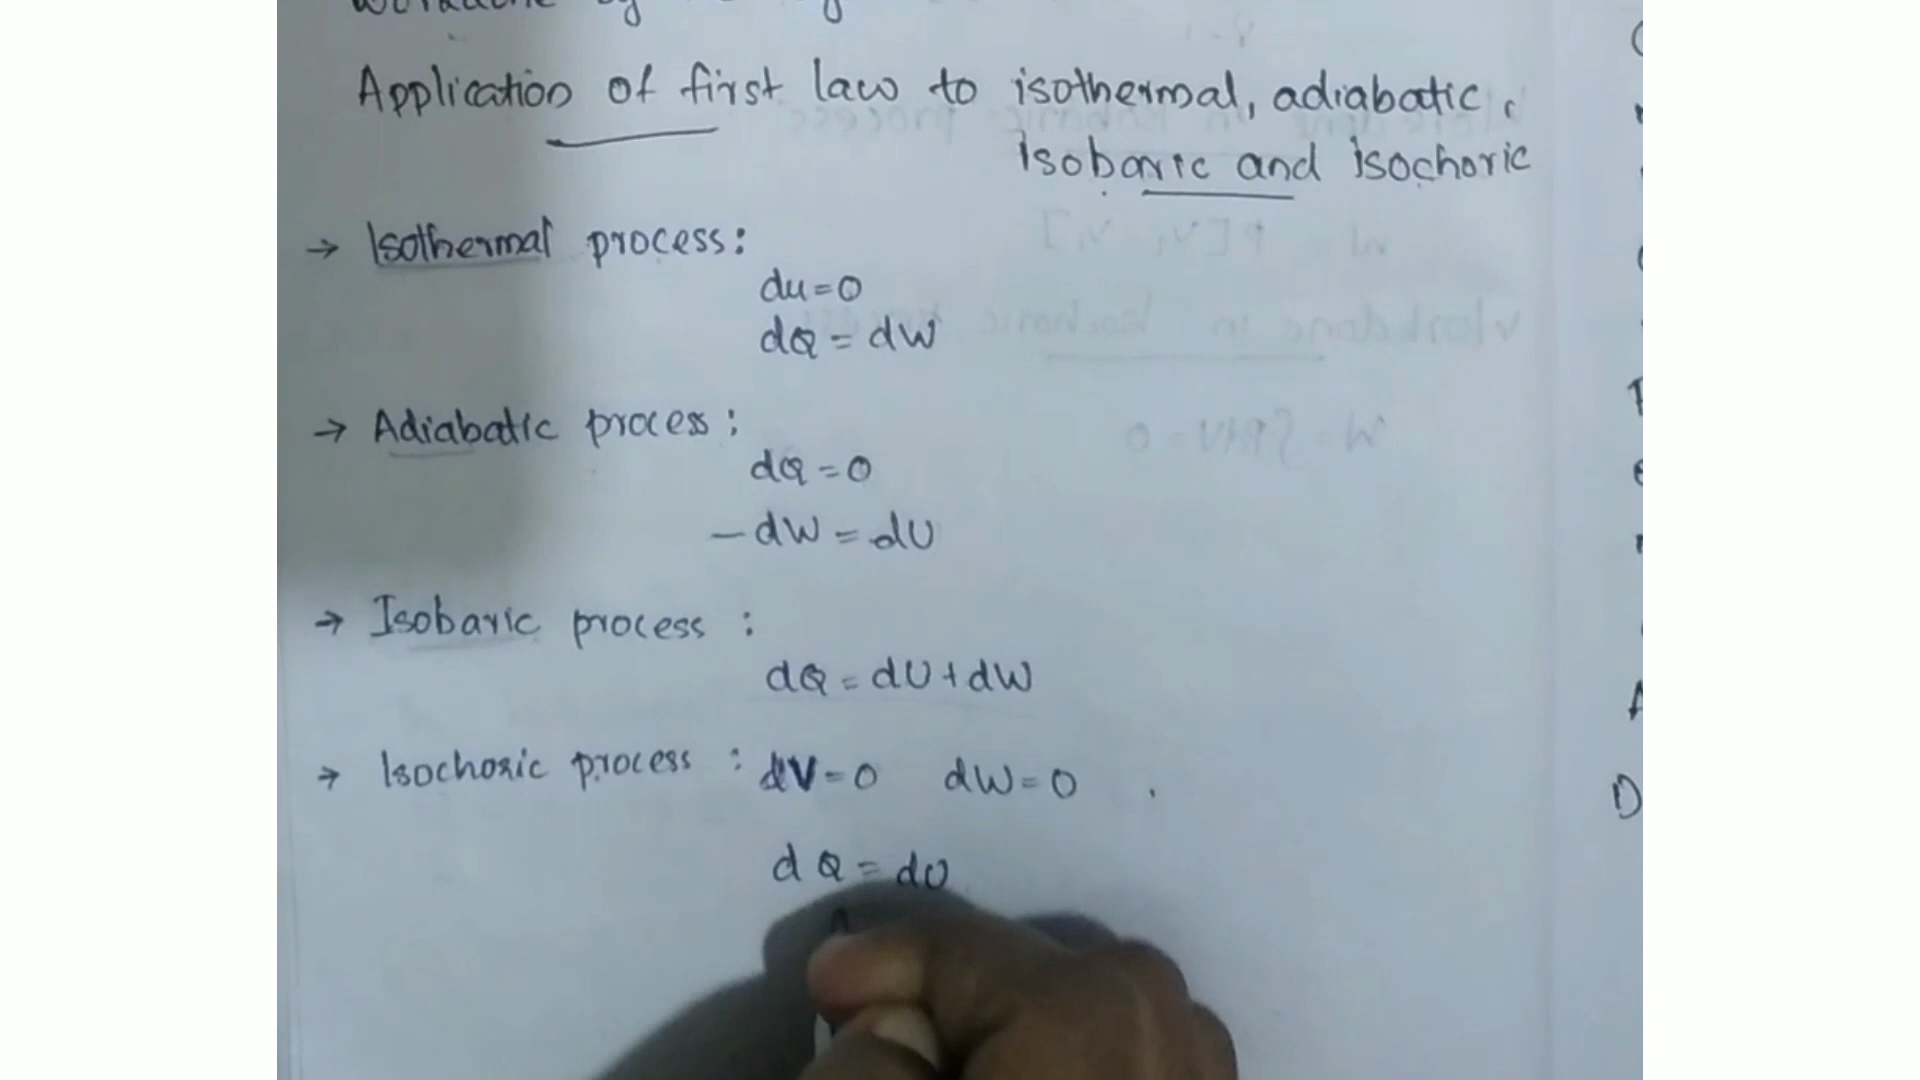 Application of first law to isothermal, adiabatic,
isobaric and isochoric
→ Isothermal process:
du=0
dQ = dW
→ Adiabatic process:
dQ=0
-dW = dU
→ Isobaric process :
dQ = dU+dW
→ Isochoric process : dV=0 dW=0 .
dQ = dU